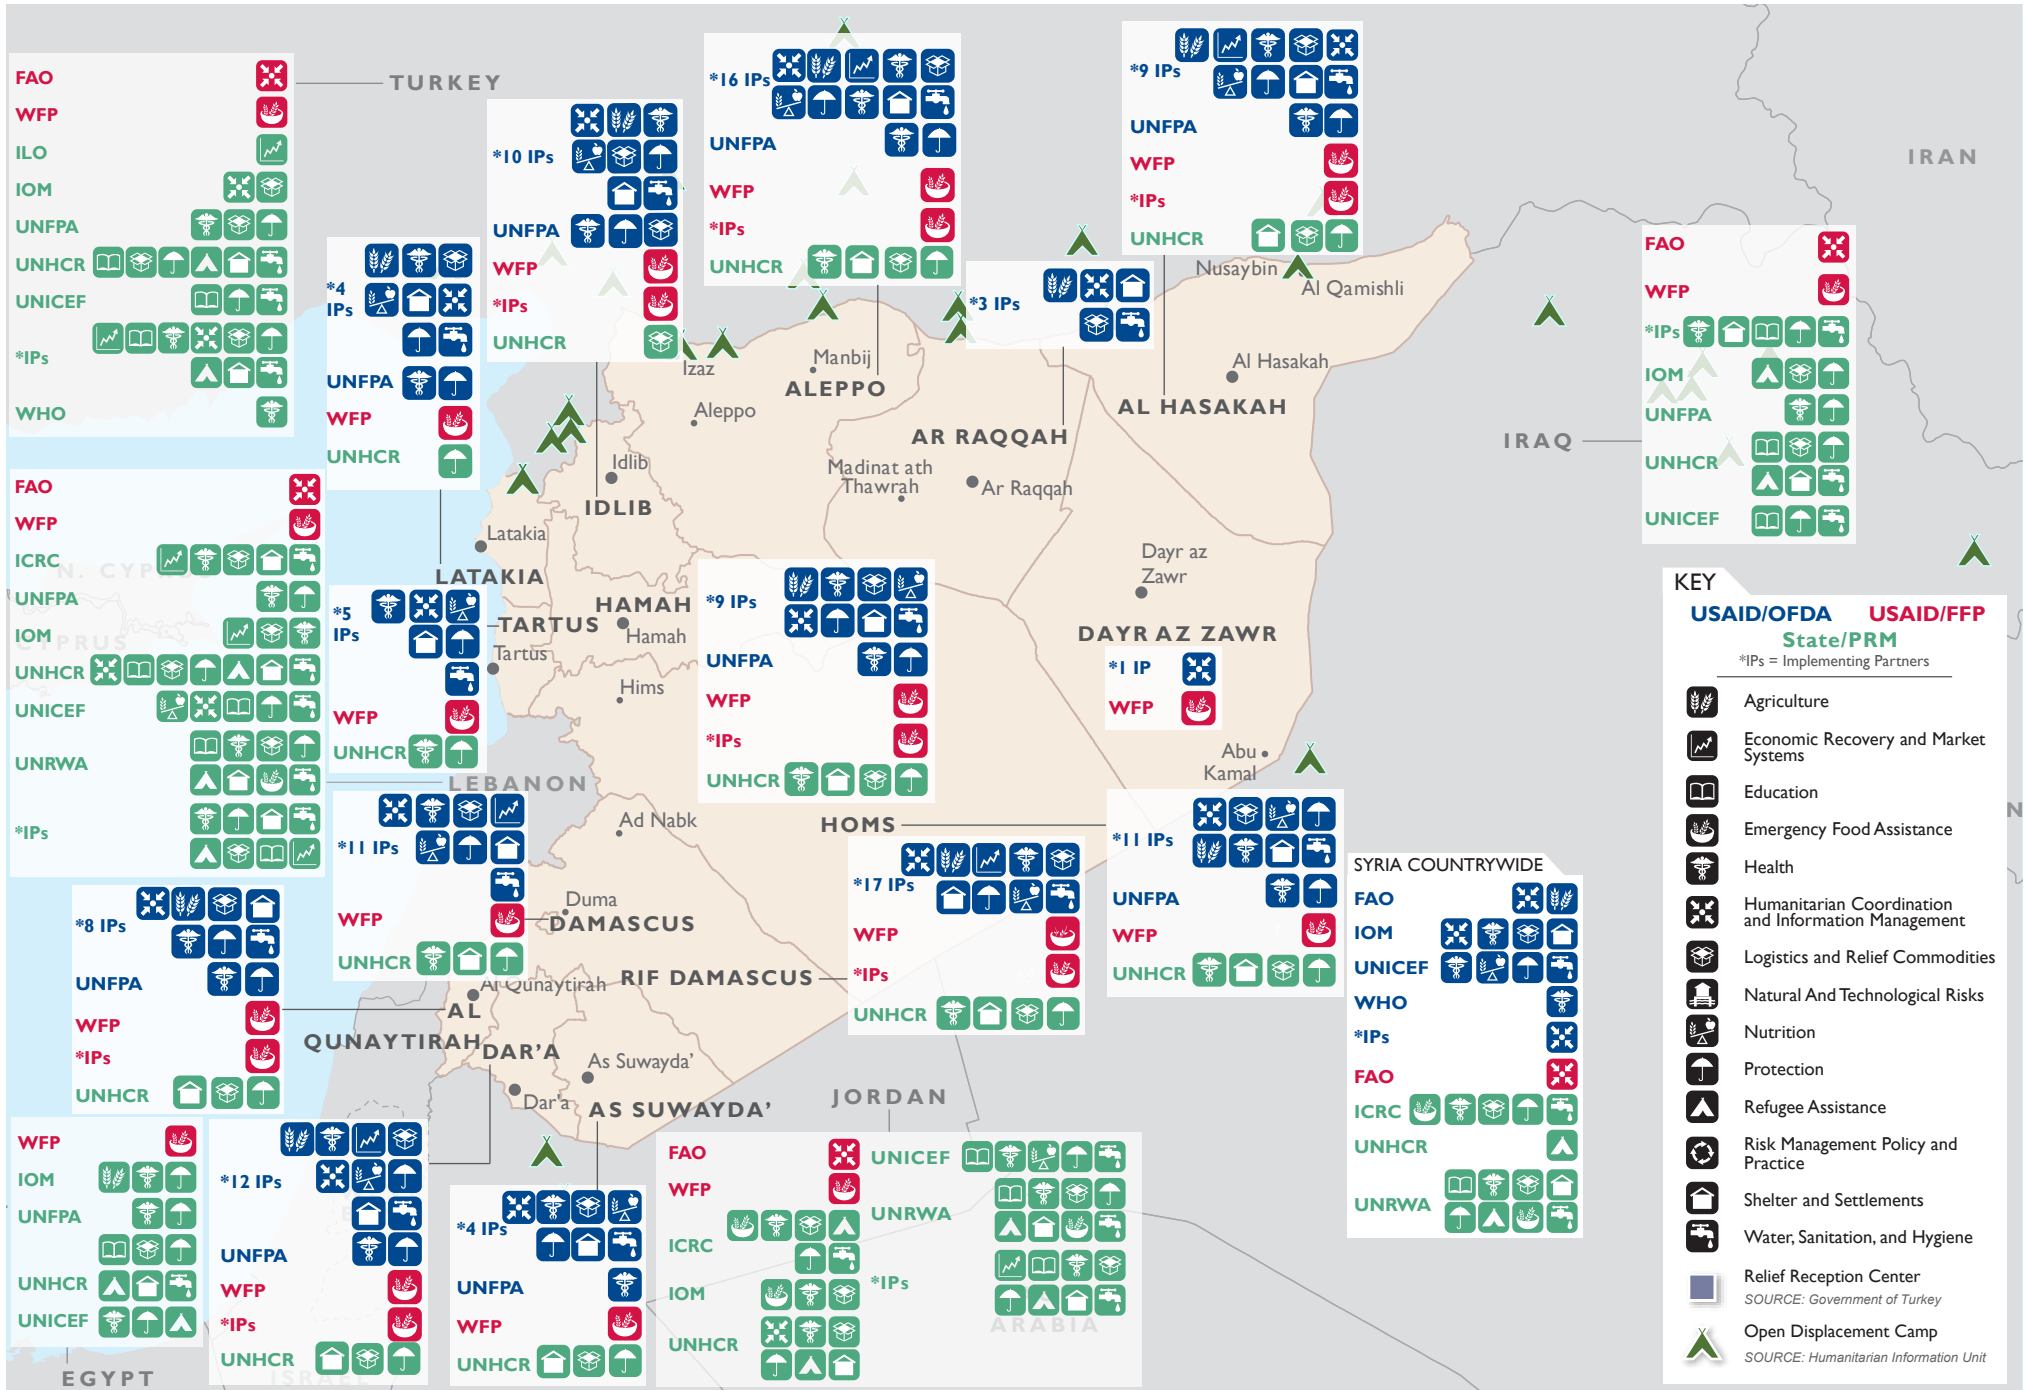 FAO
WFP
ILO
IOM
UNFPA
UNHCR
UNICEF
*IPs
WHO
TURKEY
*10 IPs
UNFPA
WFP
*IPs
UNHCR
*16 IPs
UNFPA
WFP
*IPs
UNHCR
*9 IPs
UNFPA
WFP
*IPs
UNHCR
IRAN
*4
IPs
UNFPA
WFP
UNHCR
*3 IPs
Nusaybin
Al Qamishli
FAO
WFP
*IPs
IOM
UNFPA
UNHCR
UNICEF
IRAQ
Izaz
Manbij
ALEPPO
Aleppo
Al Hasakah
AL HASAKAH
AR RAQQAH
Madinat ath
Thawrah
Ar Raqqah
Idlib
IDLIB
Latakia
LATAKIA
FAO
WFP
ICRC
N. CYPRUS
UNFPA
IOM
CYPRUS
UNHCR
UNICEF
UNRWA
*IPs
*5
IPs
WFP
UNHCR
HAMAH
TARTUS
Hamah
Tartus
Hims
LEBANON
*9 IPs
UNFPA
WFP
*IPs
UNHCR
Dayr az
Zawr
DAYR AZ ZAWR
*1 IP
WFP
Abu
Kamal
*11 IPs
WFP
UNHCR
Ad Nabk
HOMS
Duma
DAMASCUS
RIF DAMASCUS
*17 IPs
WFP
*IPs
UNHCR
*11 IPs
UNFPA
WFP
UNHCR
*8 IPs
UNFPA
WFP
*IPs
UNHCR
Al Qunaytirah
AL
QUNAYTIRAH
DAR'A
As Suwayda'
Dar'a
AS SUWAYDA'
WFP
IOM
UNFPA
UNHCR
UNICEF
EGYPT
*12 IPs
UNFPA
WFP
*IPs
UNHCR
ISRAEL
*4 IPs
UNFPA
WFP
UNHCR
JORDAN
FAO
WFP
ICRC
IOM
UNHCR
UNICEF
UNRWA
*IPs
ARABIA
SYRIA COUNTRYWIDE
FAO
IOM
UNICEF
WHO
*IPs
FAO
ICRC
UNHCR
UNRWA
KEY
USAID/OFDA USAID/FFP
State/PRM
*IPs = Implementing Partners
Agriculture
Economic Recovery and Market
Systems
Education
Emergency Food Assistance
Health
Humanitarian Coordination
and Information Management
Logistics and Relief Commodities
Natural And Technological Risks
Nutrition
Protection
Refugee Assistance
Risk Management Policy and
Practice
Shelter and Settlements
Water, Sanitation, and Hygiene
Relief Reception Center
SOURCE: Government of Turkey
Open Displacement Camp
SOURCE: Humanitarian Information Unit